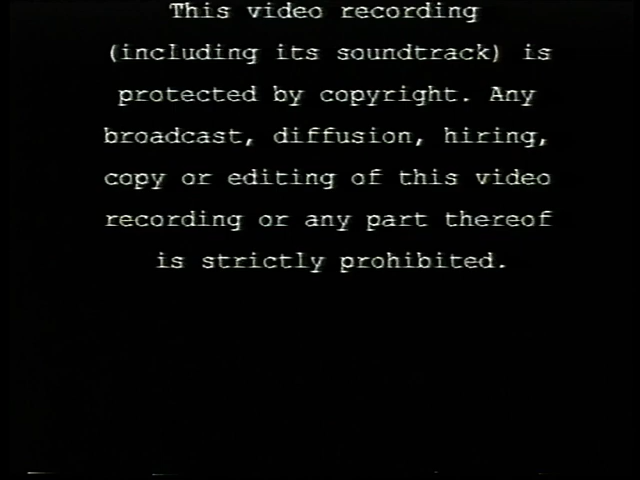 This video recording
(including its soundtrack) is
protected by copyright. Any
broadcast, diffusion, hiring,
copy or editing of this video
recording or any part thereof
is strictly prohibited.